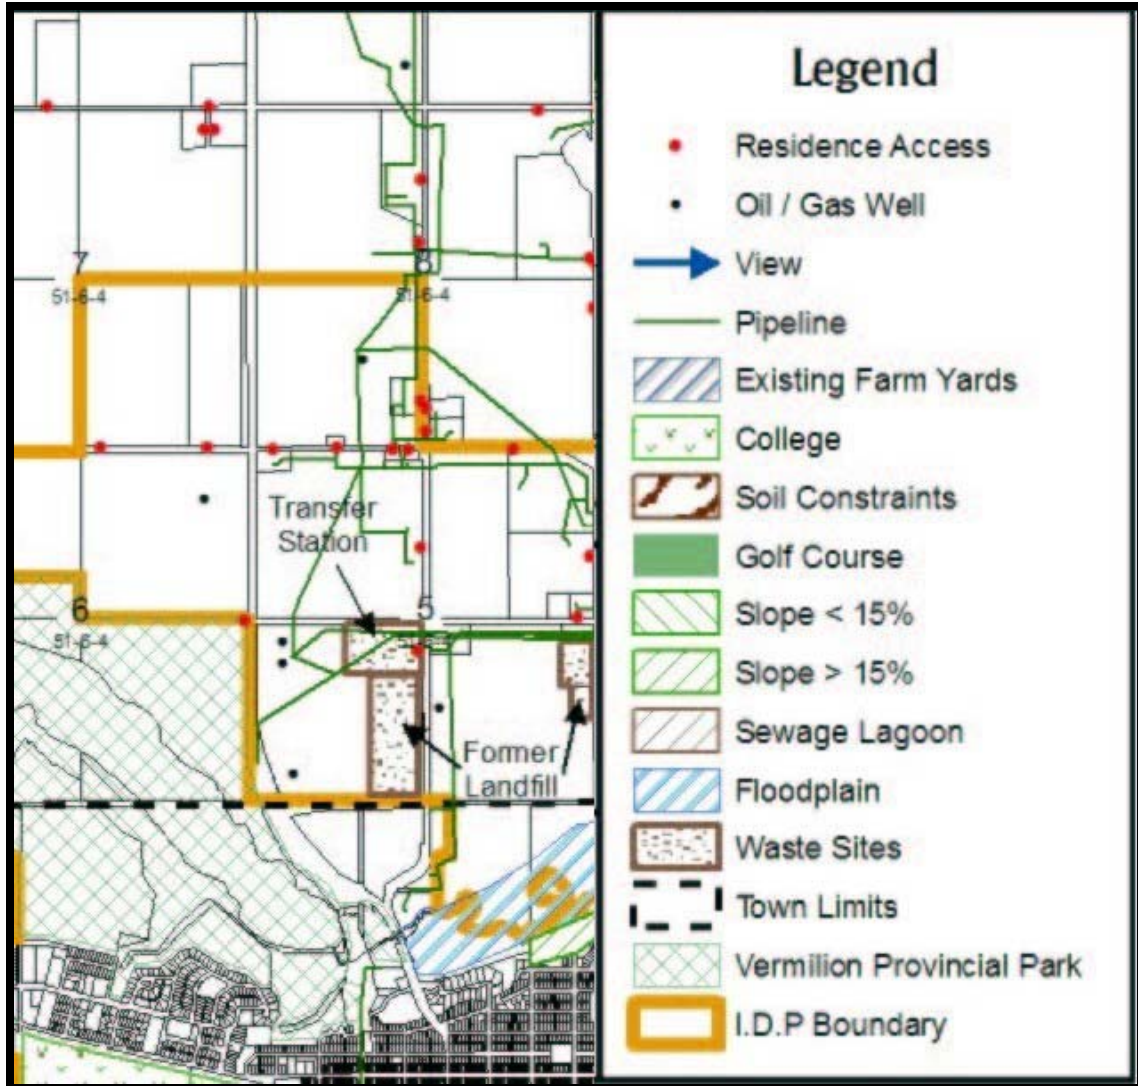 7
51-6-4
8
51-6-4
Transfer
Station
6
51-6-4
5
Former
Landfill
Legend
Residence Access
Oil / Gas Well
View
Pipeline
Existing Farm Yards
College
Soil Constraints
Golf Course
Slope < 15%
Slope > 15%
Sewage Lagoon
Floodplain
Waste Sites
Town Limits
Vermilion Provincial Park
I.D.P Boundary